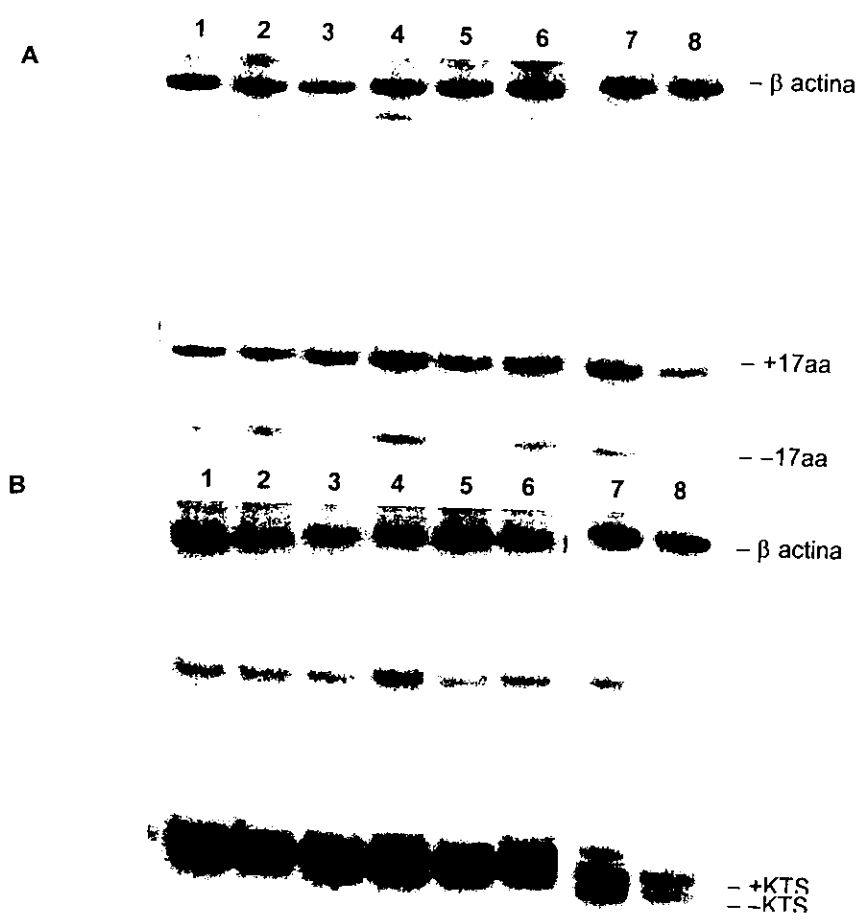 A
1 2 3 4 5 6 7 8
– β actina
– +17aa
– –17aa
B
1 2 3 4 5 6 7 8
– β actina
– +KTS
– –KTS